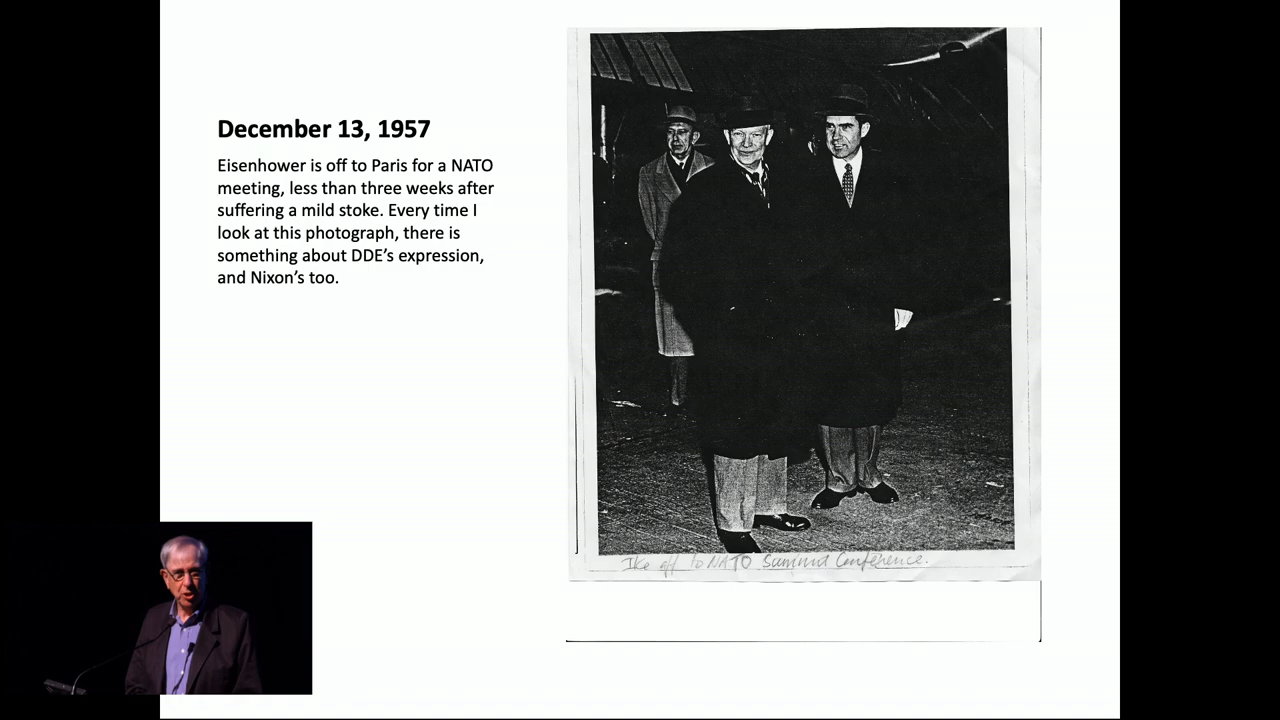 December 13, 1957
Eisenhower is off to Paris for a NATO
meeting, less than three weeks after
suffering a mild stoke. Every time I
look at this photograph, there is
something about DDE’s expression,
and Nixon’s too.
Ike off to NATO Summit Conference.